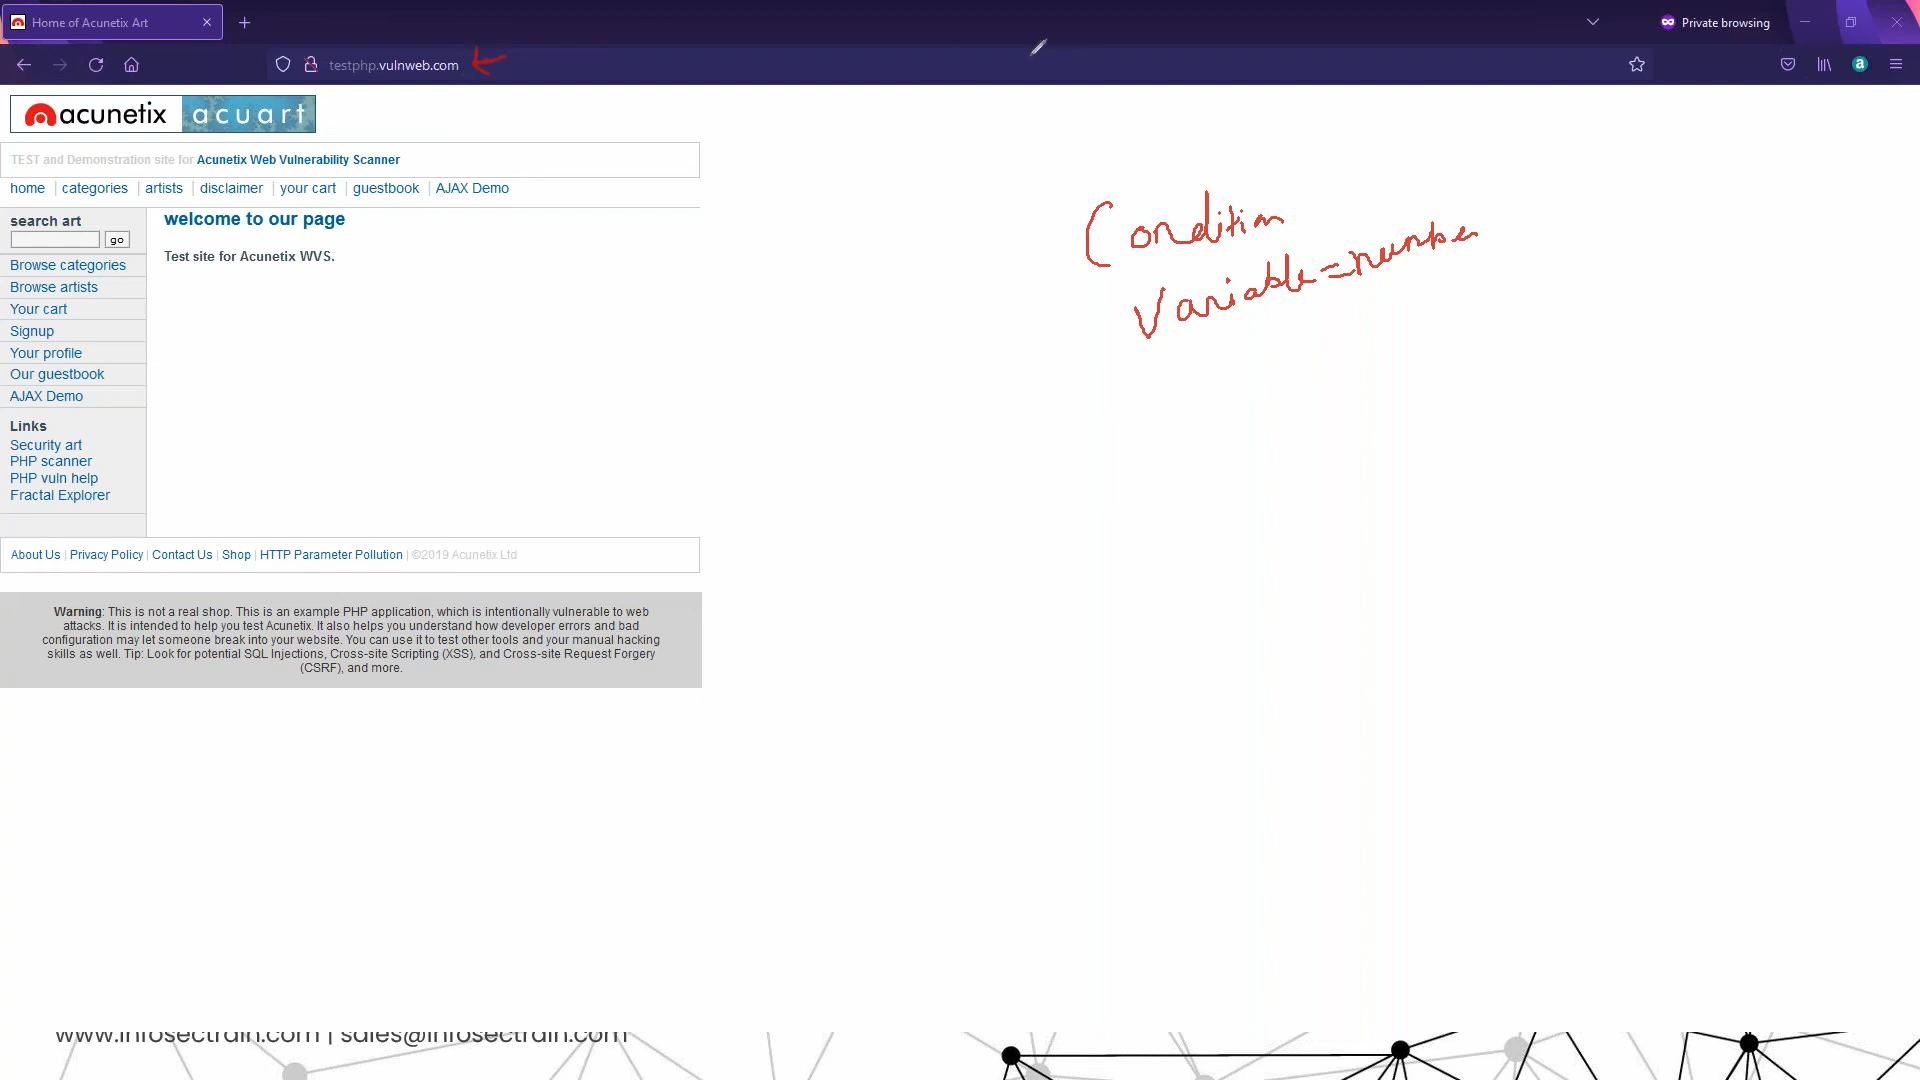 Home of Acunetix Art
Private browsing
testphp.vulnweb.com
acunetix acuart
TEST and Demonstration site for Acunetix Web Vulnerability Scanner
home | categories | artists | disclaimer | your cart | guestbook | AJAX Demo
search art
go
Browse categories
Browse artists
Your cart
Signup
Your profile
Our guestbook
AJAX Demo
Links
Security art
PHP scanner
PHP vuln help
Fractal Explorer
welcome to our page
Test site for Acunetix WVS.
Condition
Variable=number
About Us | Privacy Policy | Contact Us | Shop | HTTP Parameter Pollution | ©2019 Acunetix Ltd
Warning: This is not a real shop. This is an example PHP application, which is intentionally vulnerable to web
attacks. It is intended to help you test Acunetix. It also helps you understand how developer errors and bad
configuration may let someone break into your website. You can use it to test other tools and your manual hacking
skills as well. Tip: Look for potential SQL Injections, Cross-site Scripting (XSS), and Cross-site Request Forgery
(CSRF), and more.
www.infosectrain.com | sales@infosectrain.com